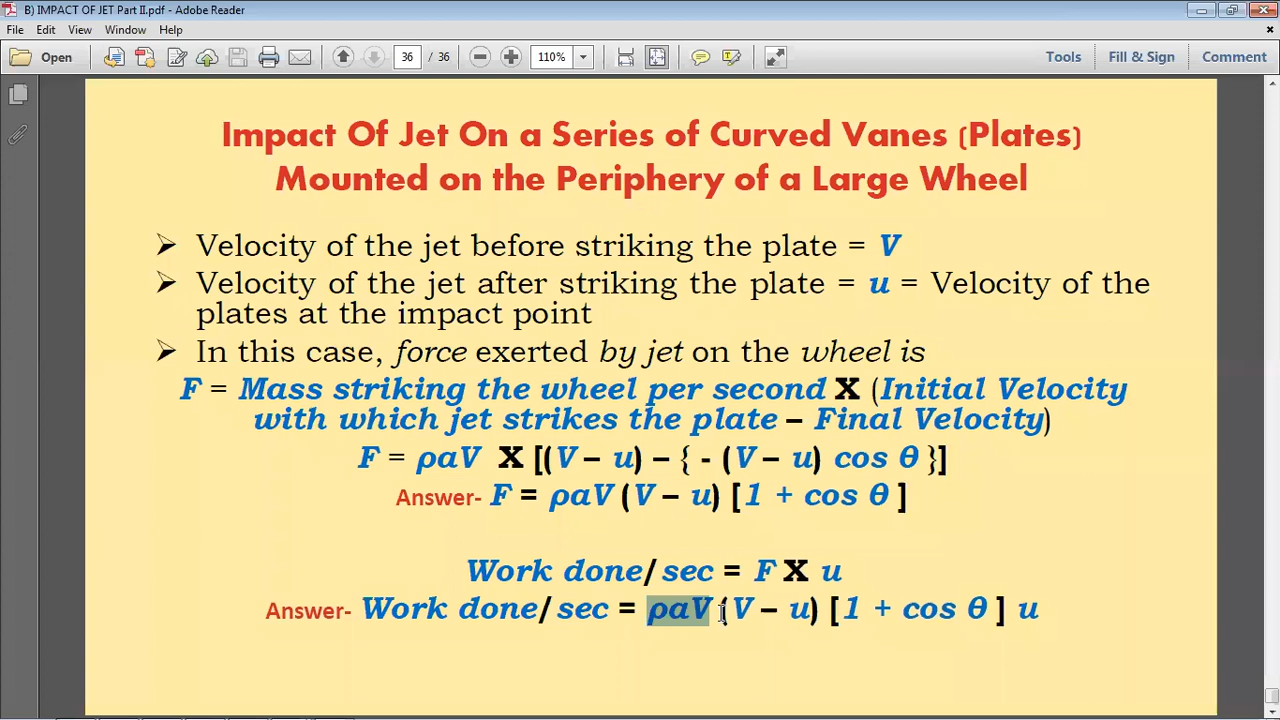 B) IMPACT OF JET Part II.pdf - Adobe Reader
File Edit View Window Help
Open 36 / 36 110% Tools Fill & Sign Comment
Impact Of Jet On a Series of Curved Vanes (Plates)
Mounted on the Periphery of a Large Wheel
➢ Velocity of the jet before striking the plate = V
➢ Velocity of the jet after striking the plate = u = Velocity of the
plates at the impact point
➢ In this case, force exerted by jet on the wheel is
F = Mass striking the wheel per second X (Initial Velocity
with which jet strikes the plate – Final Velocity)
F = ρaV X [(V – u) – { - (V – u) cos θ }]
Answer- F = ρaV (V – u) [1 + cos θ ]
Work done/sec = F X u
Answer- Work done/sec = ρaV (V – u) [1 + cos θ ] u